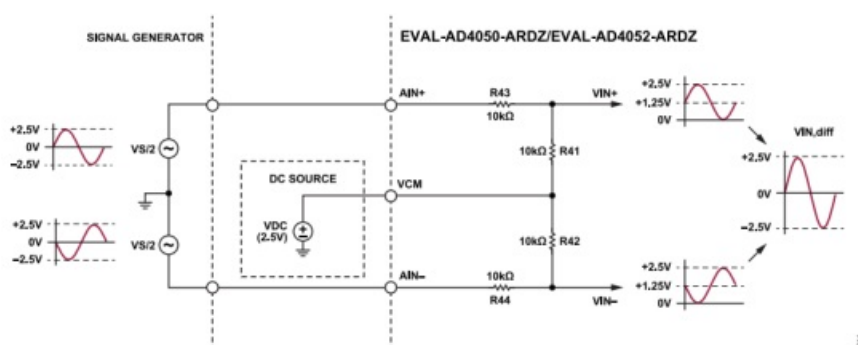 SIGNAL GENERATOR
EVAL-AD4050-ARDZ/EVAL-AD4052-ARDZ
+2.5V
0V
–2.5V
VS/2
+2.5V
0V
–2.5V
VS/2
DC SOURCE
VDC
(2.5V)
AIN+
VCM
AIN–
R43
10kΩ
10kΩ
R41
10kΩ
R42
10kΩ
R44
VIN+
VIN–
+2.5V
+1.25V
0V
VIN,diff
+2.5V
0V
–2.5V
+2.5V
+1.25V
0V